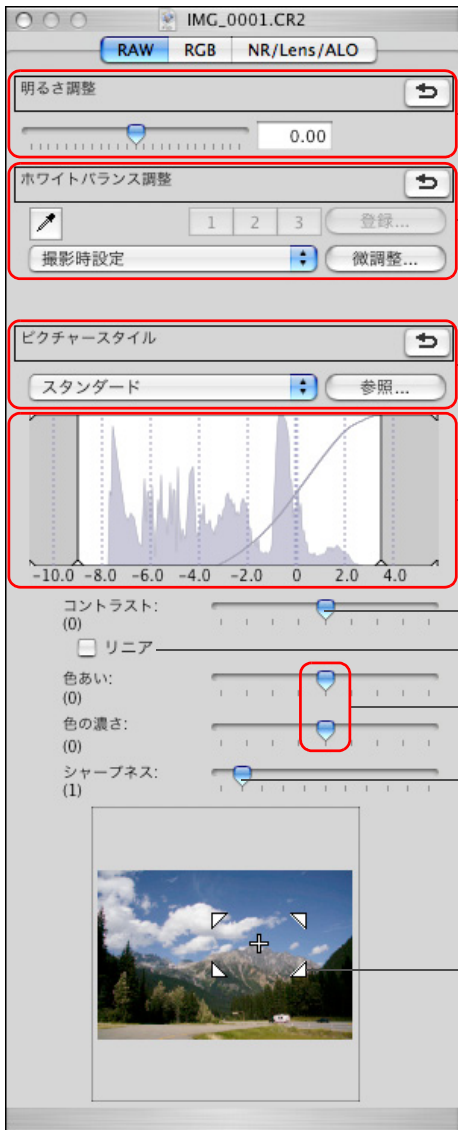 IMG_0001.CR2
RAW RGB NR/Lens/ALO
明るさ調整
0.00
ホワイトバランス調整
1 2 3 登録...
撮影時設定 微調整...
ピクチャースタイル
スタンダード 参照...
-10.0 -8.0 -6.0 -4.0 -2.0 0 2.0 4.0
コントラスト:
(0)
リニア
色あい:
(0)
色の濃さ:
(0)
シャープネス:
(1)